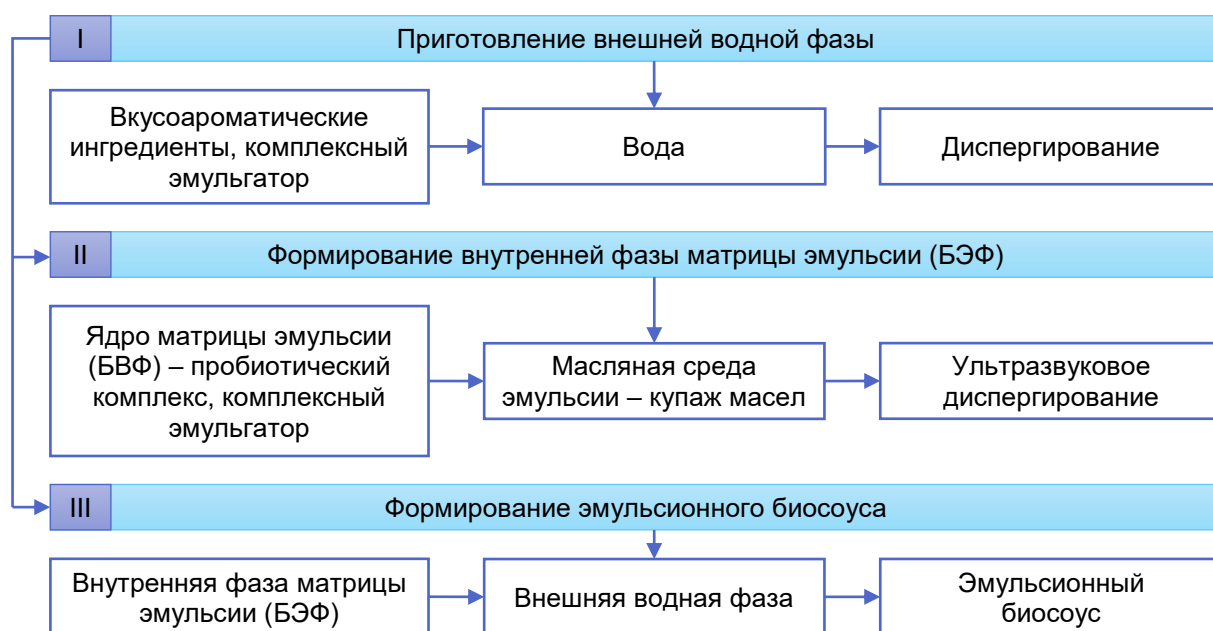 I
Приготовление внешней водной фазы
Вкусоароматические
ингредиенты, комплексный
эмульгатор
Вода
Диспергирование
II
Формирование внутренней фазы матрицы эмульсии (БЭФ)
Ядро матрицы эмульсии
(БВФ) – пробиотический
комплекс, комплексный
эмульгатор
Масляная среда
эмульсии – купаж масел
Ультразвуковое
диспергирование
III
Формирование эмульсионного биосоуса
Внутренняя фаза матрицы
эмульсии (БЭФ)
Внешняя водная фаза
Эмульсионный
биосоус